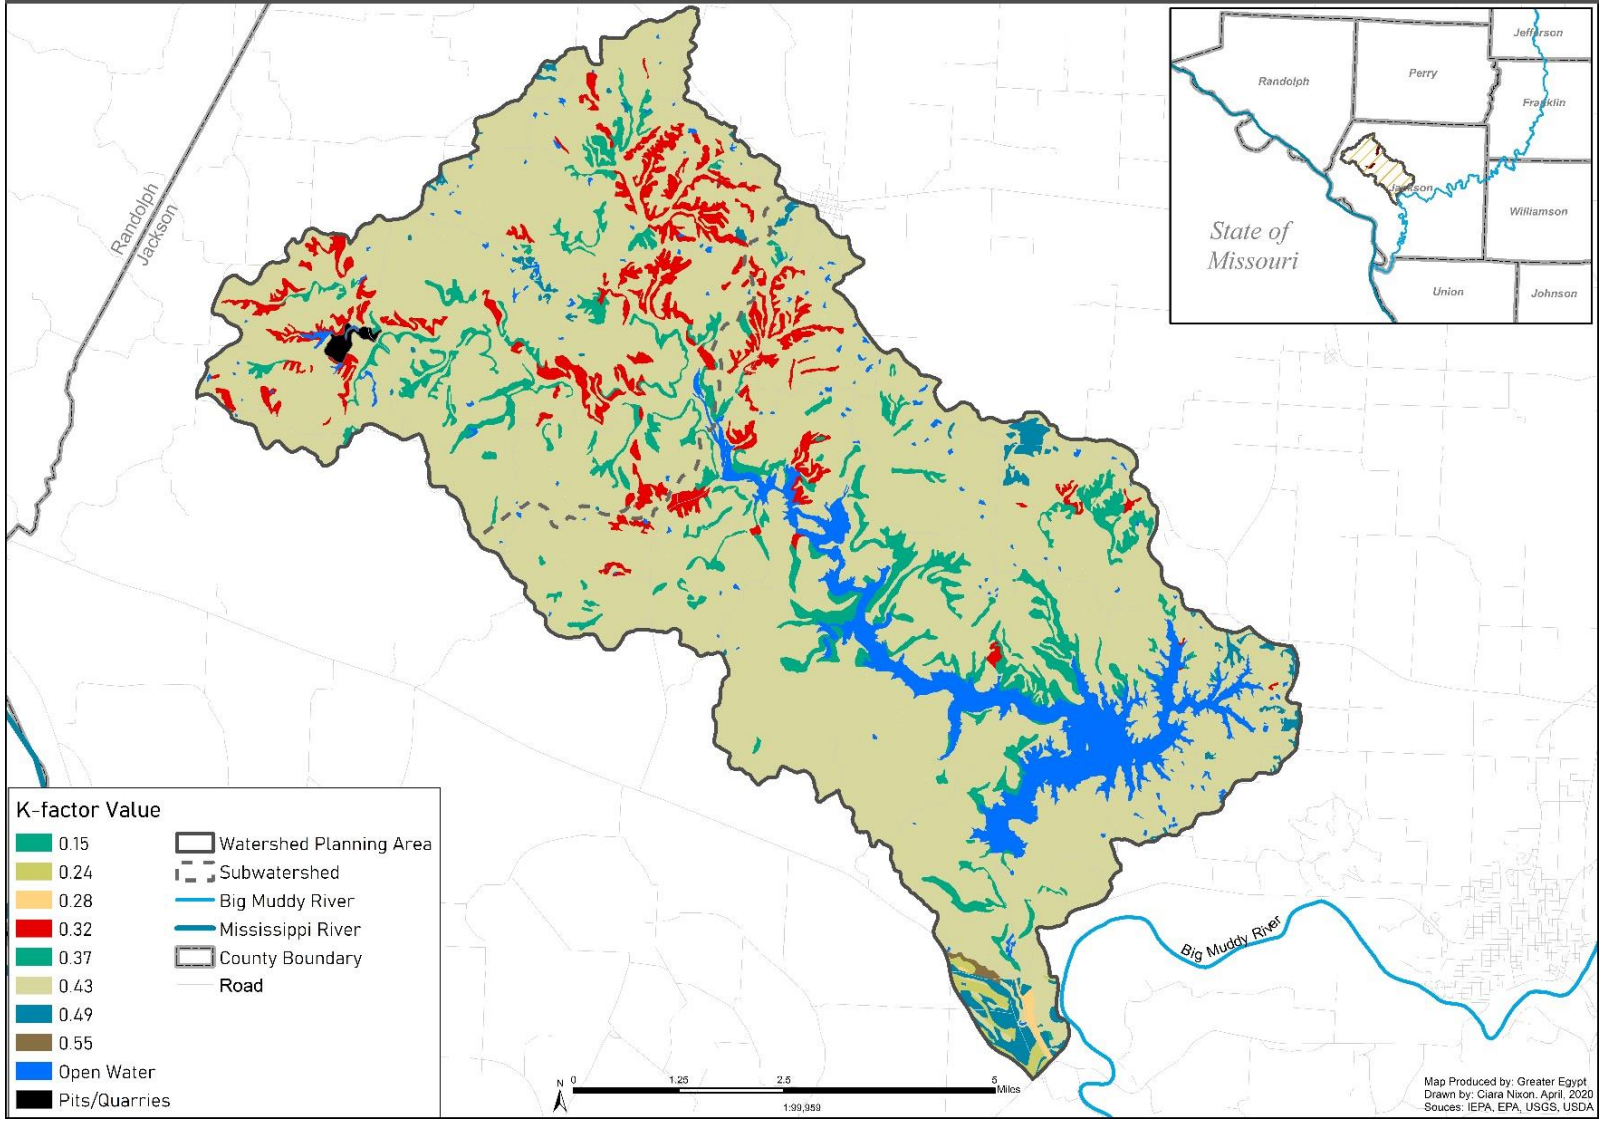 Randolph
Jackson
Jefferson
Randolph
Perry
Franklin
Jackson
Williamson
State of
Missouri
Union
Johnson
K-factor Value
0.15
0.24
0.28
0.32
0.37
0.43
0.49
0.55
Open Water
Pits/Quarries
Watershed Planning Area
Subwatershed
Big Muddy River
Mississippi River
County Boundary
Road
Big Muddy River
N
0 1.25 2.5 5
Miles
1:99,959
Map Produced by: Greater Egypt
Drawn by: Ciara Nixon. April, 2020
Souces: IEPA, EPA, USGS, USDA